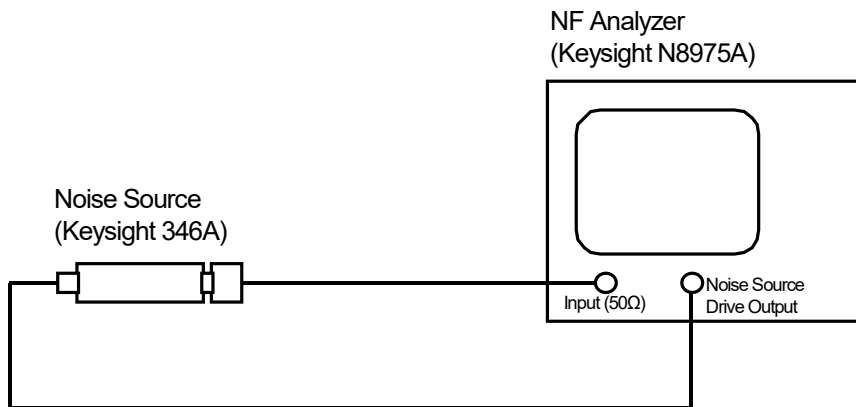 NF Analyzer
(Keysight N8975A)
Noise Source
(Keysight 346A)
Input (50Ω)
Noise Source
Drive Output